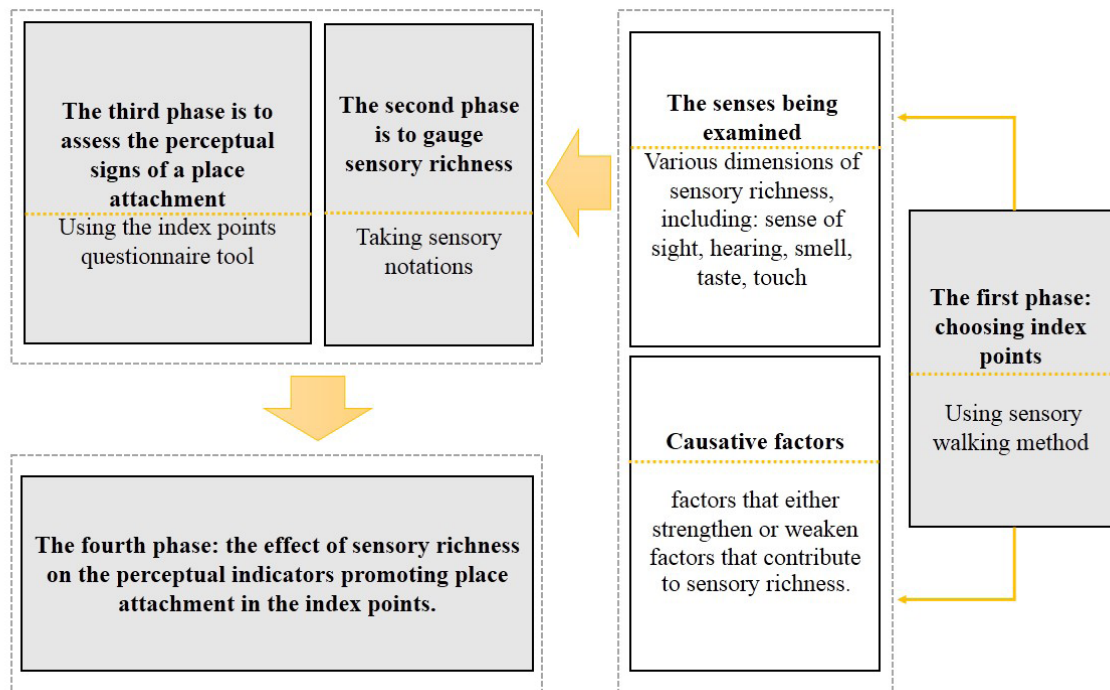 The third phase is to
assess the perceptual
signs of a place
attachment
Using the index points
questionnaire tool
The second phase
is to gauge
sensory richness
Taking sensory
notations
The senses being
examined
Various dimensions of
sensory richness,
including: sense of
sight, hearing, smell,
taste, touch
Causative factors
factors that either
strengthen or weaken
factors that contribute
to sensory richness.
The first phase:
choosing index
points
Using sensory
walking method
The fourth phase: the effect of sensory richness
on the perceptual indicators promoting place
attachment in the index points.